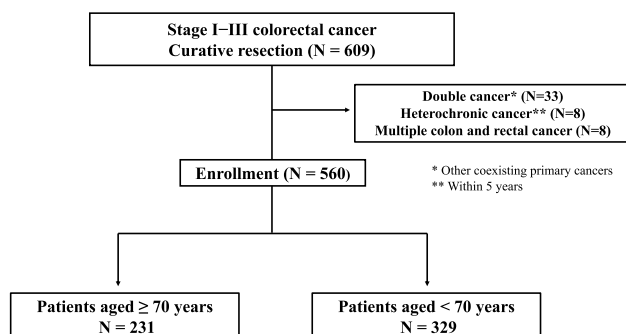 Stage I−III colorectal cancer
Curative resection (N = 609)
Double cancer* (N=33)
Heterochronic cancer** (N=8)
Multiple colon and rectal cancer (N=8)
Enrollment (N = 560)
* Other coexisting primary cancers
** Within 5 years
Patients aged ≥ 70 years
N = 231
Patients aged < 70 years
N = 329